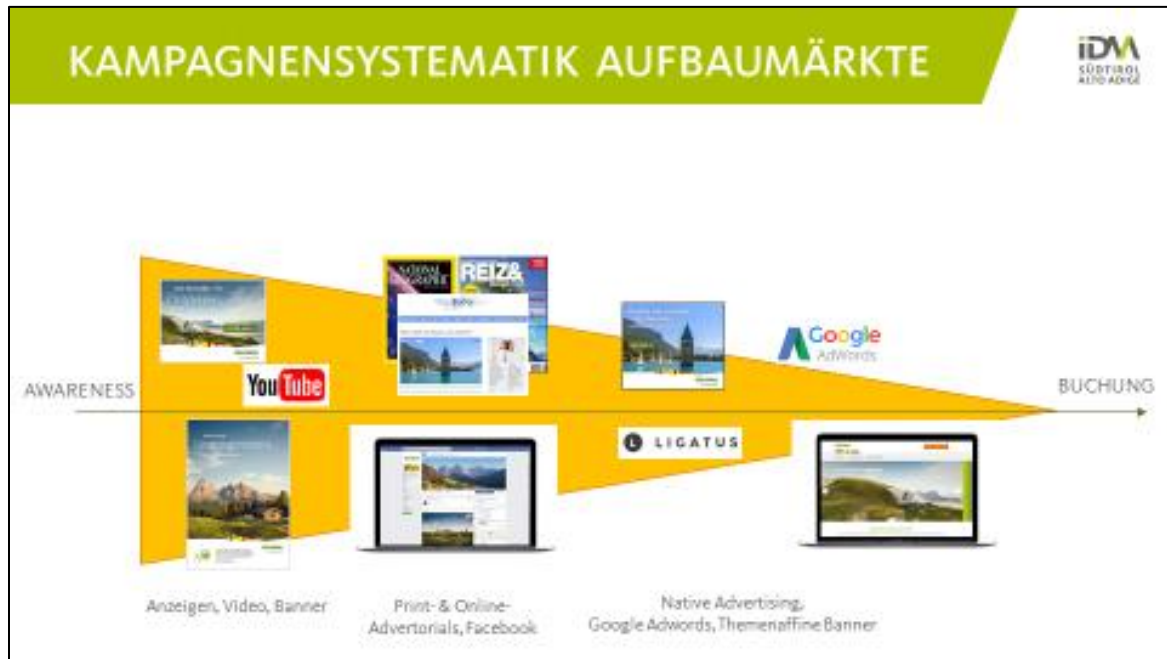 KAMPAGNENSYSTEMATIK AUFBAUMÄRKTE
iDM
SÜDTIROL
ALTO ADIGE
NATIONAL
GEOGRAPHIC
REIZ&
YouTube
Google
AdWords
AWARENESS
BUCHUNG
L LIGATUS
Anzeigen, Video, Banner
Print- & Online-
Advertorials, Facebook
Native Advertising,
Google Adwords, Themenaffine Banner